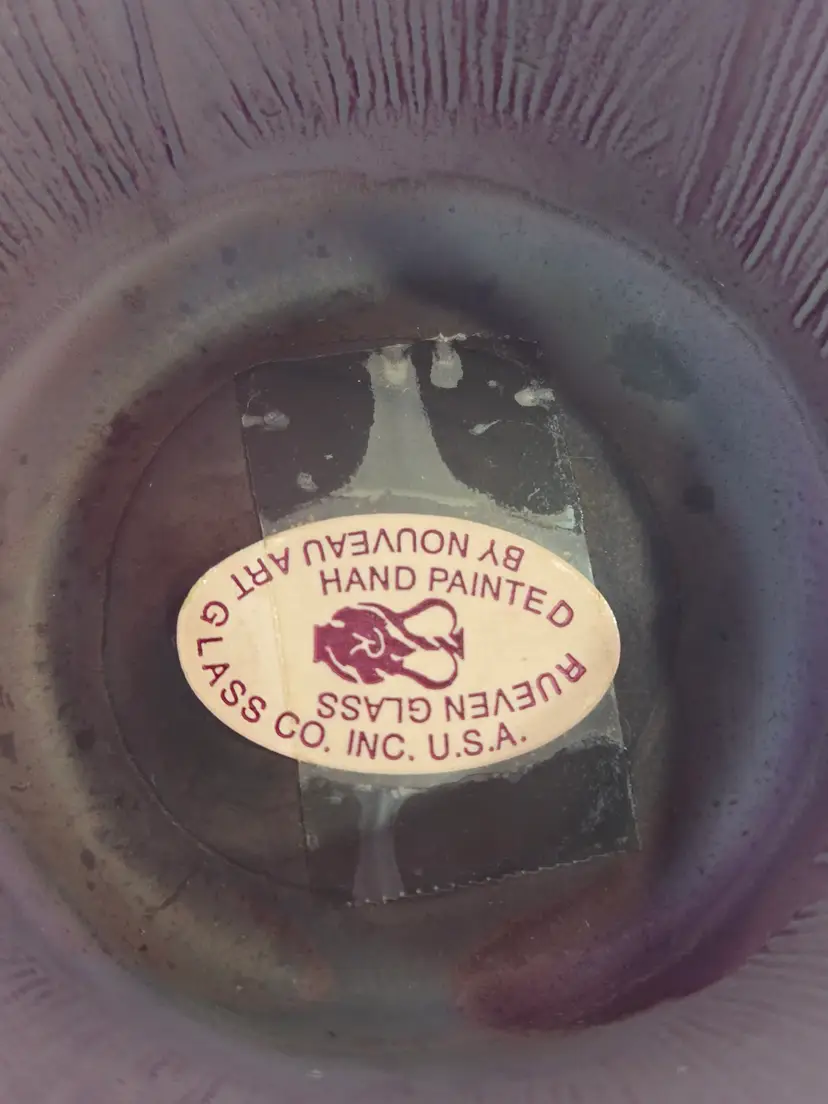 RUEVEN GLASS
HAND PAINTED
BY NOUVEAU ART GLASS CO. INC. U.S.A.
R